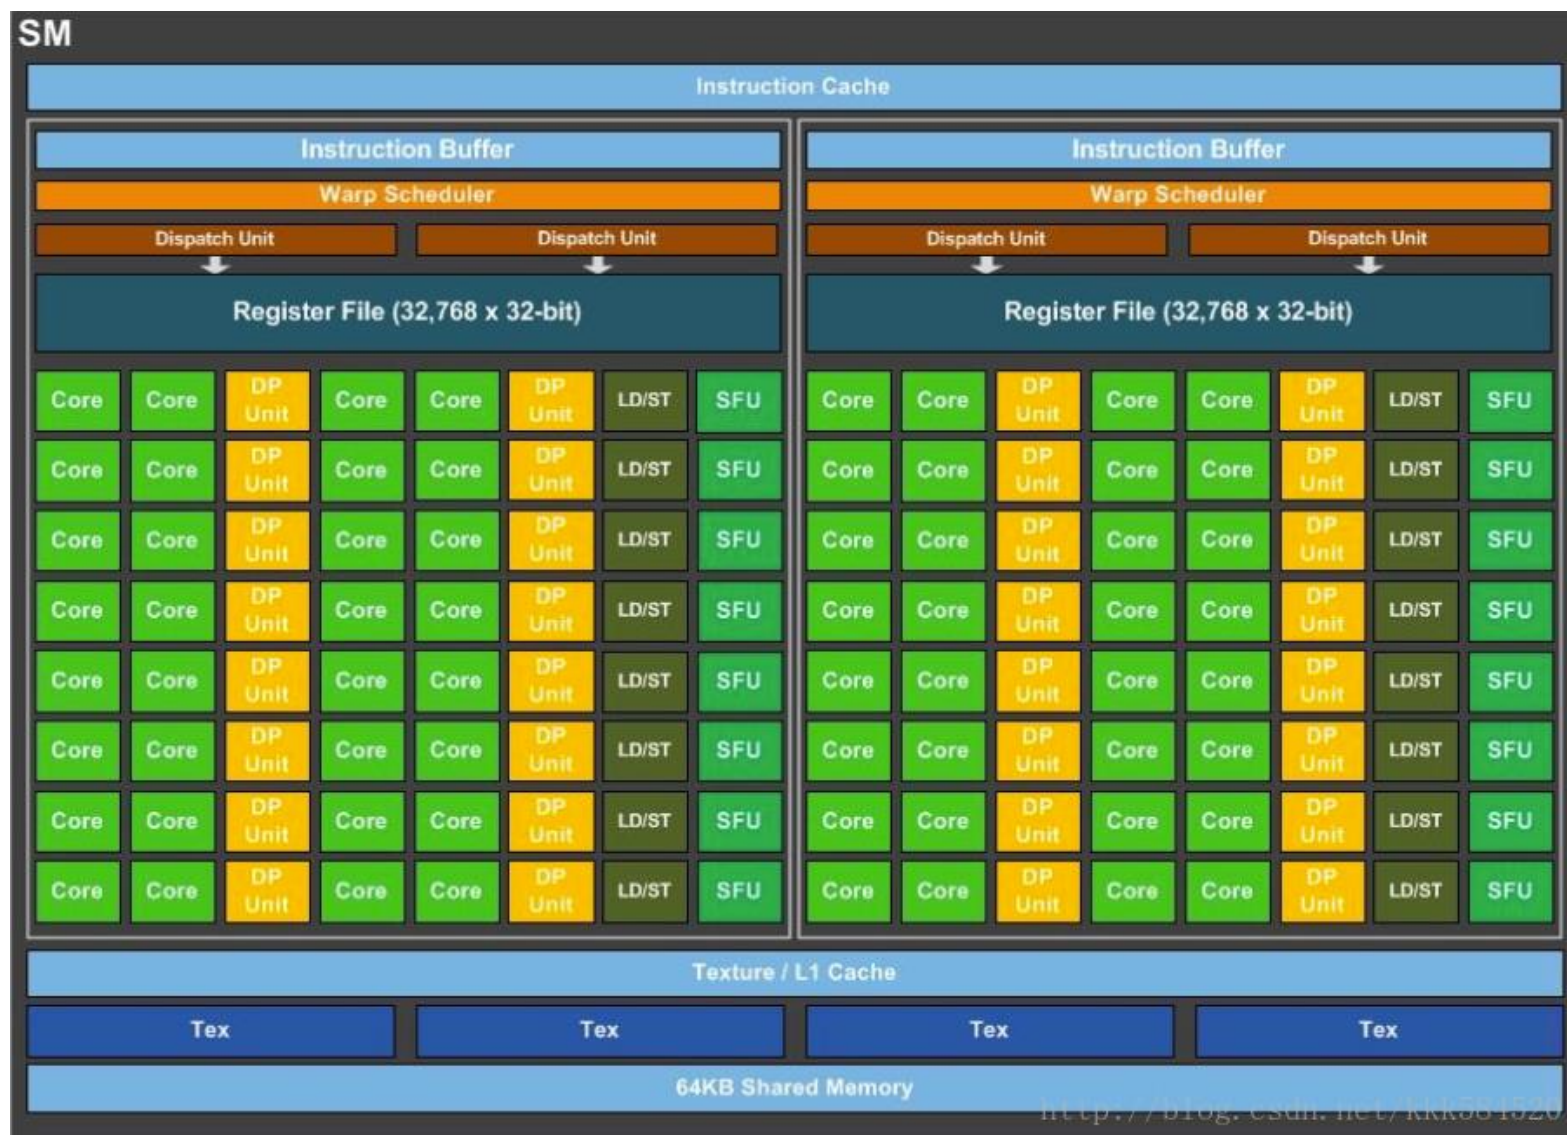 SM
Instruction Cache
Instruction Buffer Instruction Buffer
Warp Scheduler Warp Scheduler
Dispatch Unit Dispatch Unit Dispatch Unit Dispatch Unit
Register File (32,768 x 32-bit) Register File (32,768 x 32-bit)
Core Core DP Unit Core Core DP Unit LD/ST SFU Core Core DP Unit Core Core DP Unit LD/ST SFU
Core Core DP Unit Core Core DP Unit LD/ST SFU Core Core DP Unit Core Core DP Unit LD/ST SFU
Core Core DP Unit Core Core DP Unit LD/ST SFU Core Core DP Unit Core Core DP Unit LD/ST SFU
Core Core DP Unit Core Core DP Unit LD/ST SFU Core Core DP Unit Core Core DP Unit LD/ST SFU
Core Core DP Unit Core Core DP Unit LD/ST SFU Core Core DP Unit Core Core DP Unit LD/ST SFU
Core Core DP Unit Core Core DP Unit LD/ST SFU Core Core DP Unit Core Core DP Unit LD/ST SFU
Core Core DP Unit Core Core DP Unit LD/ST SFU Core Core DP Unit Core Core DP Unit LD/ST SFU
Core Core DP Unit Core Core DP Unit LD/ST SFU Core Core DP Unit Core Core DP Unit LD/ST SFU
Texture / L1 Cache
Tex Tex Tex Tex
64KB Shared Memory
http://blog.csdn.net/kkk584520